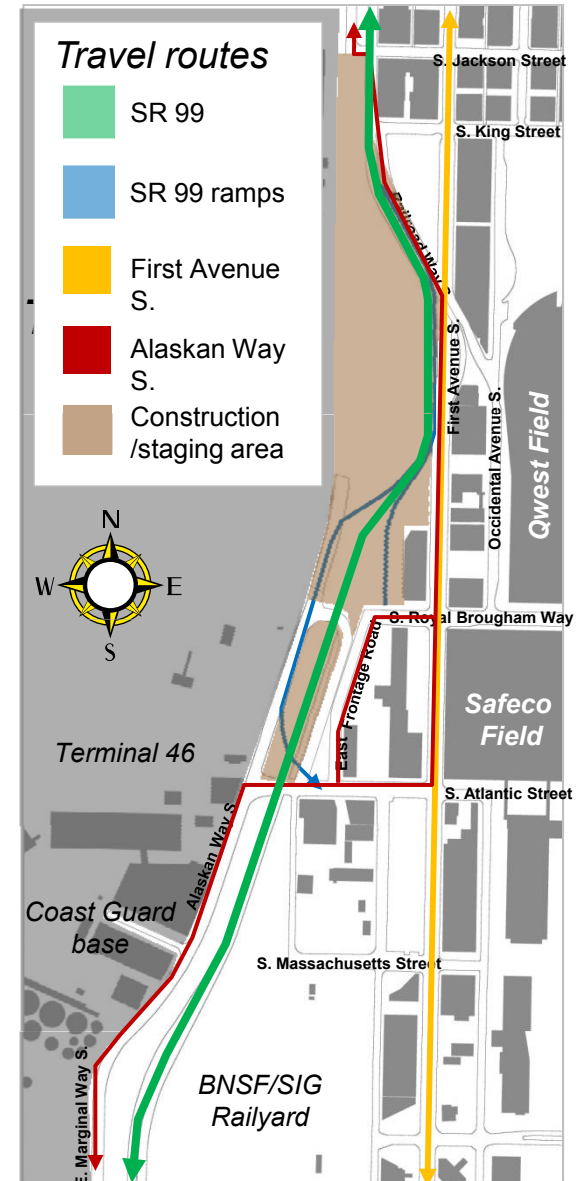 Travel routes
SR 99
SR 99 ramps
First Avenue
S.
Alaskan Way
S.
Construction
/staging area
S. Jackson Street
S. King Street
First Avenue S.
Occidental Avenue S.
Qwest Field
N
W
E
S
S. Royal Brougham Way
East Frontage Road
Safeco
Field
Terminal 46
S. Atlantic Street
Alaskan Way S.
Coast Guard
base
S. Massachusetts Street
BNSF/SIG
Railyard
E. Marginal Way S.